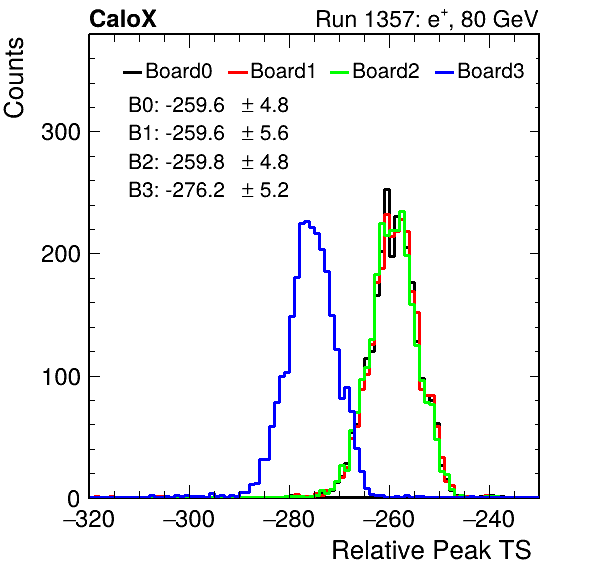 CaloX Run 1357: e⁺, 80 GeV
Counts
Board0 Board1 Board2 Board3
B0: -259.6 ± 4.8
B1: -259.6 ± 5.6
B2: -259.8 ± 4.8
B3: -276.2 ± 5.2
300
200
100
0
−320 −300 −280 −260 −240
Relative Peak TS